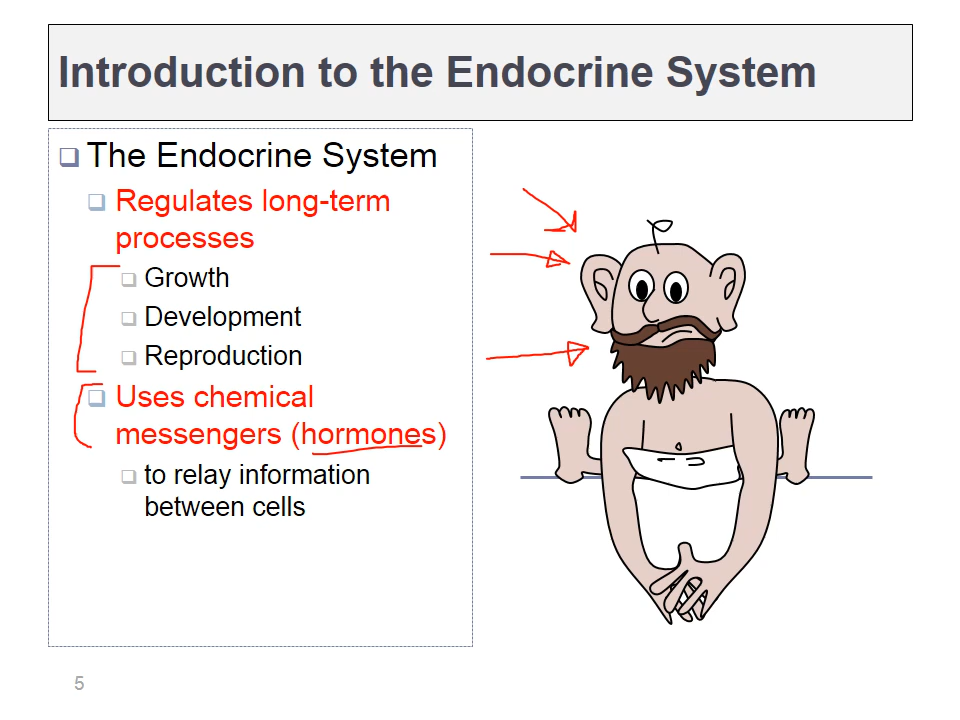 Introduction to the Endocrine System
The Endocrine System
Regulates long-term
processes
Growth
Development
Reproduction
Uses chemical
messengers (hormones)
to relay information
between cells
5